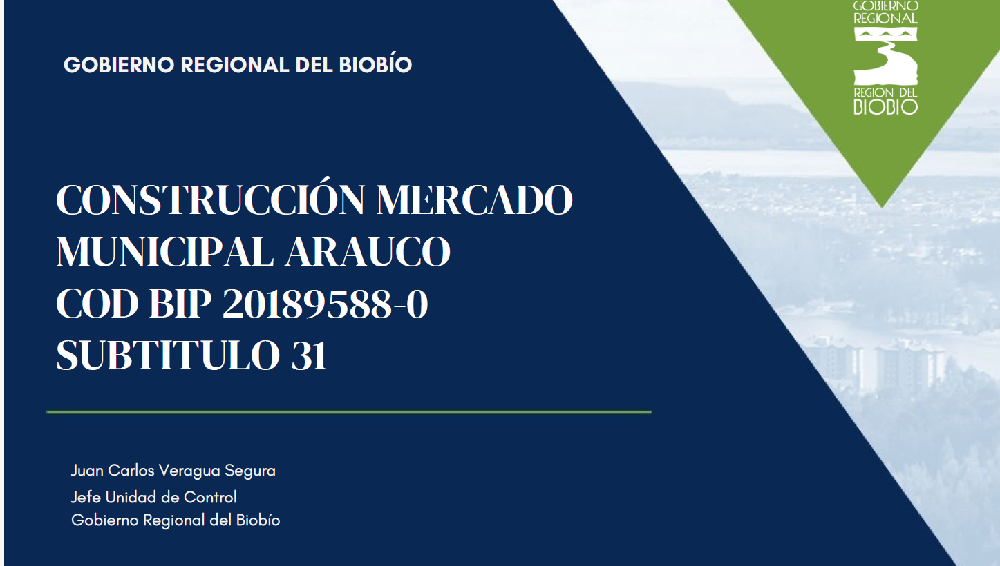 GOBIERNO REGIONAL DEL BIOBÍO
GOBIERNO
REGIONAL
REGION DEL
BIOBIO
CONSTRUCCIÓN MERCADO
MUNICIPAL ARAUCO
COD BIP 20189588-0
SUBTITULO 31
Juan Carlos Veragua Segura
Jefe Unidad de Control
Gobierno Regional del Biobío